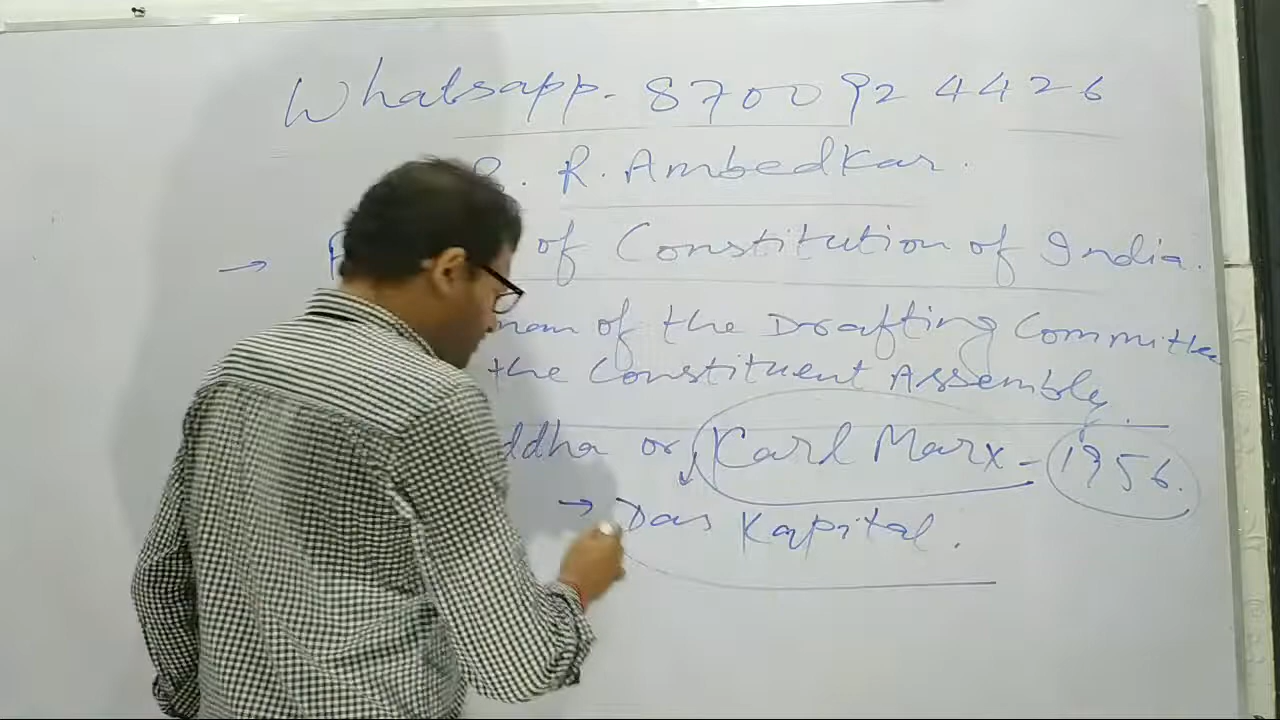 Whatsapp. 8700924426
R. Ambedkar.
→ of Constitution of India.
of the Drafting Committee
the Constituent Assembly.
ddha or Carl Marx - 1956.
→ Das Kapital.